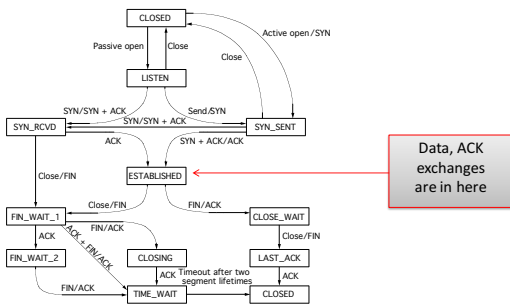 CLOSED
Active open/SYN
Passive open
Close
Close
LISTEN
SYN/SYN + ACK
Send/SYN
SYN/SYN + ACK
SYN_RCVD
SYN_SENT
ACK
SYN + ACK/ACK
Data, ACK
exchanges
are in here
Close/FIN
ESTABLISHED
Close/FIN
FIN/ACK
FIN_WAIT_1
CLOSE_WAIT
FIN/ACK
ACK
ACK + FIN/ACK
Close/FIN
FIN_WAIT_2
CLOSING
LAST_ACK
ACK
Timeout after two
segment lifetimes
ACK
FIN/ACK
TIME_WAIT
CLOSED